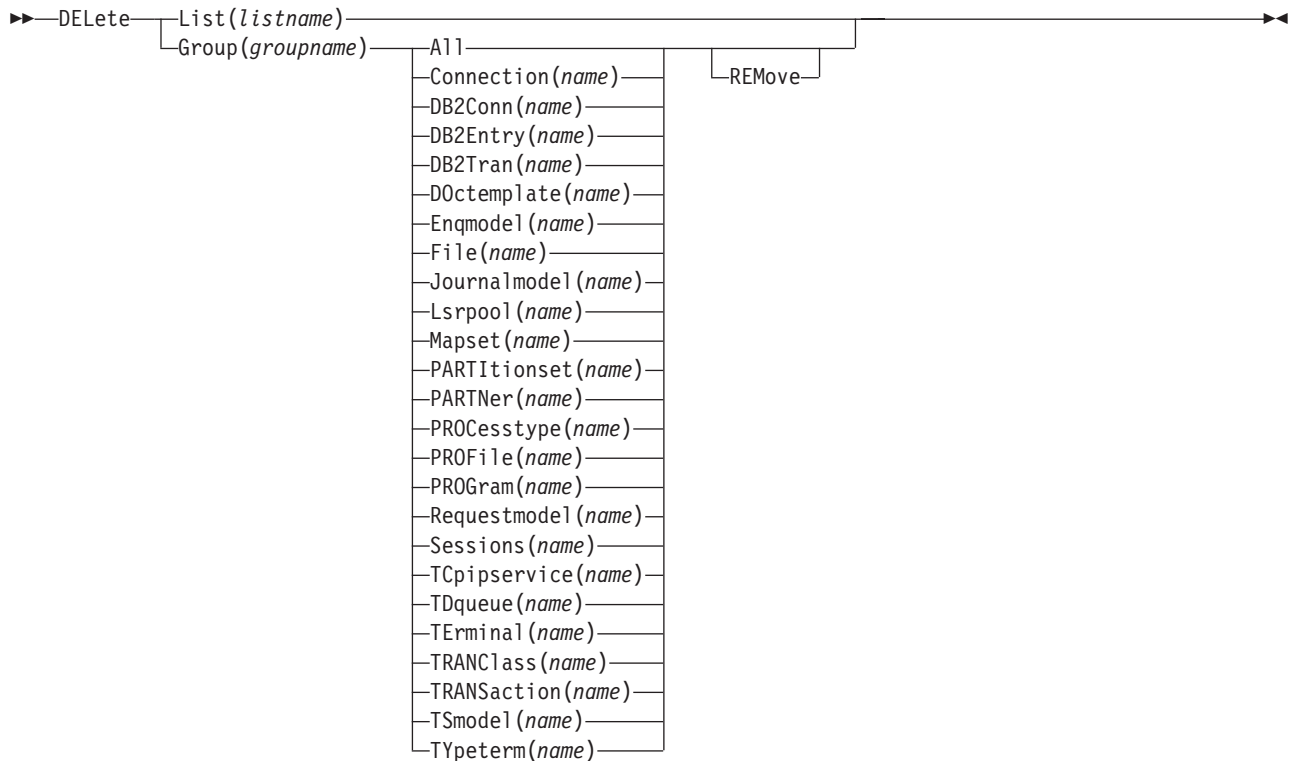 DELete List(listname)
Group(groupname) All
Connection(name) REMove
DB2Conn(name)
DB2Entry(name)
DB2Tran(name)
DOctemplate(name)
Enqmodel(name)
File(name)
Journalmodel(name)
Lsrpool(name)
Mapset(name)
PARTItionset(name)
PARTNer(name)
PROCesstype(name)
PROFile(name)
PROGram(name)
Requestmodel(name)
Sessions(name)
TCpipservice(name)
TDqueue(name)
TErminal(name)
TRANClass(name)
TRANSaction(name)
TSmodel(name)
TYpeterm(name)